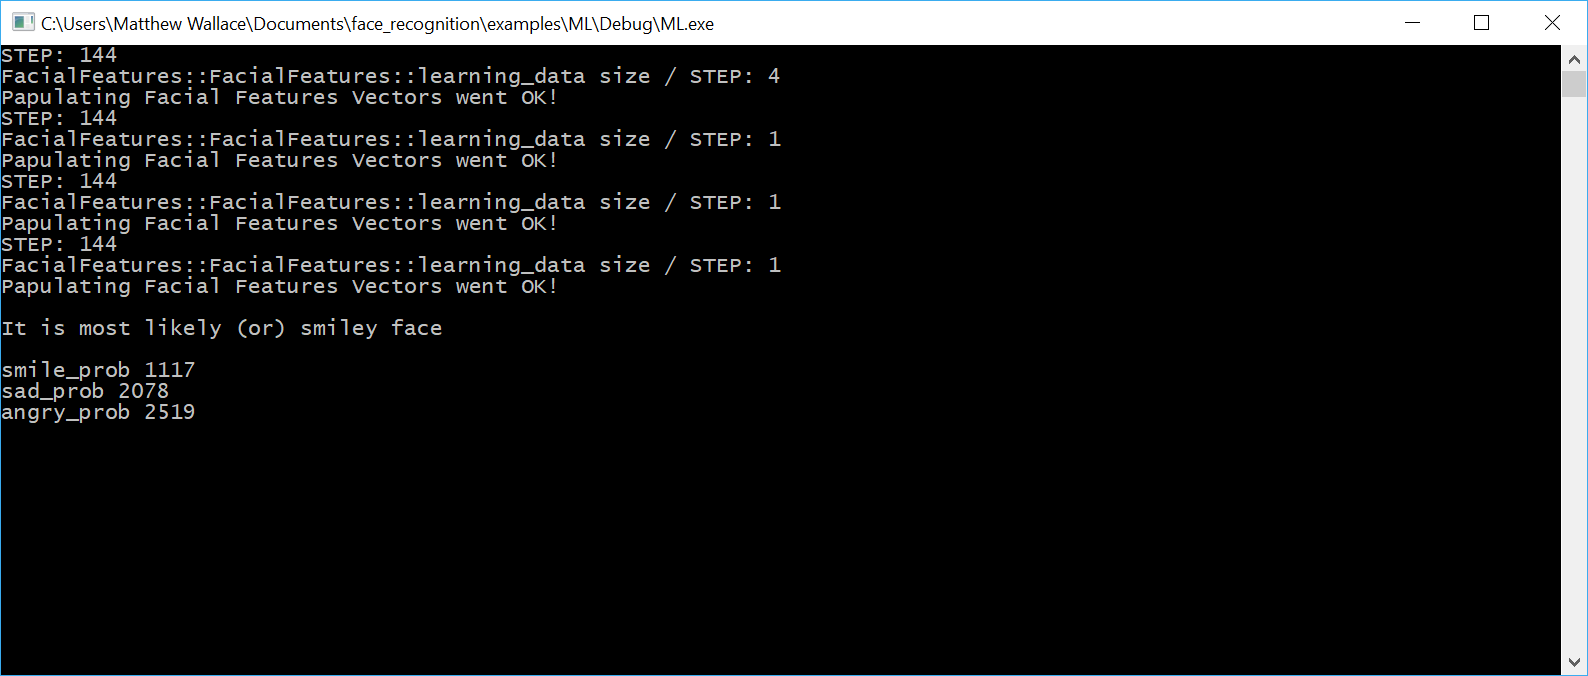 C:\Users\Matthew Wallace\Documents\face_recognition\examples\ML\Debug\ML.exe
STEP: 144
FacialFeatures::FacialFeatures::learning_data size / STEP: 4
Papulating Facial Features Vectors went OK!
STEP: 144
FacialFeatures::FacialFeatures::learning_data size / STEP: 1
Papulating Facial Features Vectors went OK!
STEP: 144
FacialFeatures::FacialFeatures::learning_data size / STEP: 1
Papulating Facial Features Vectors went OK!
STEP: 144
FacialFeatures::FacialFeatures::learning_data size / STEP: 1
Papulating Facial Features Vectors went OK!
It is most likely (or) smiley face
smile_prob 1117
sad_prob 2078
angry_prob 2519